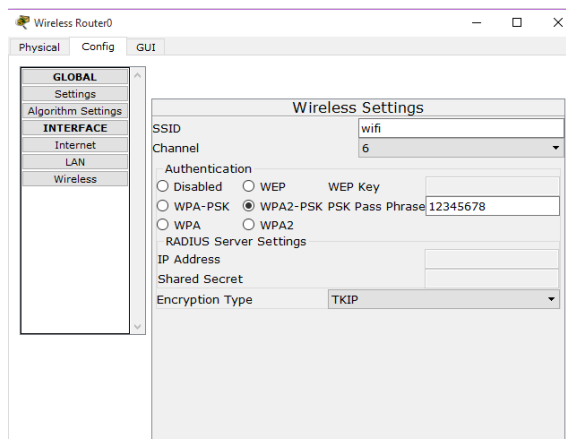 Wireless Router0
Physical Config GUI
GLOBAL
Settings
Algorithm Settings
INTERFACE
Internet
LAN
Wireless
Wireless Settings
SSID wifi
Channel 6
Authentication
Disabled WEP WEP Key
WPA-PSK WPA2-PSK PSK Pass Phrase 12345678
WPA WPA2
RADIUS Server Settings
IP Address
Shared Secret
Encryption Type TKIP